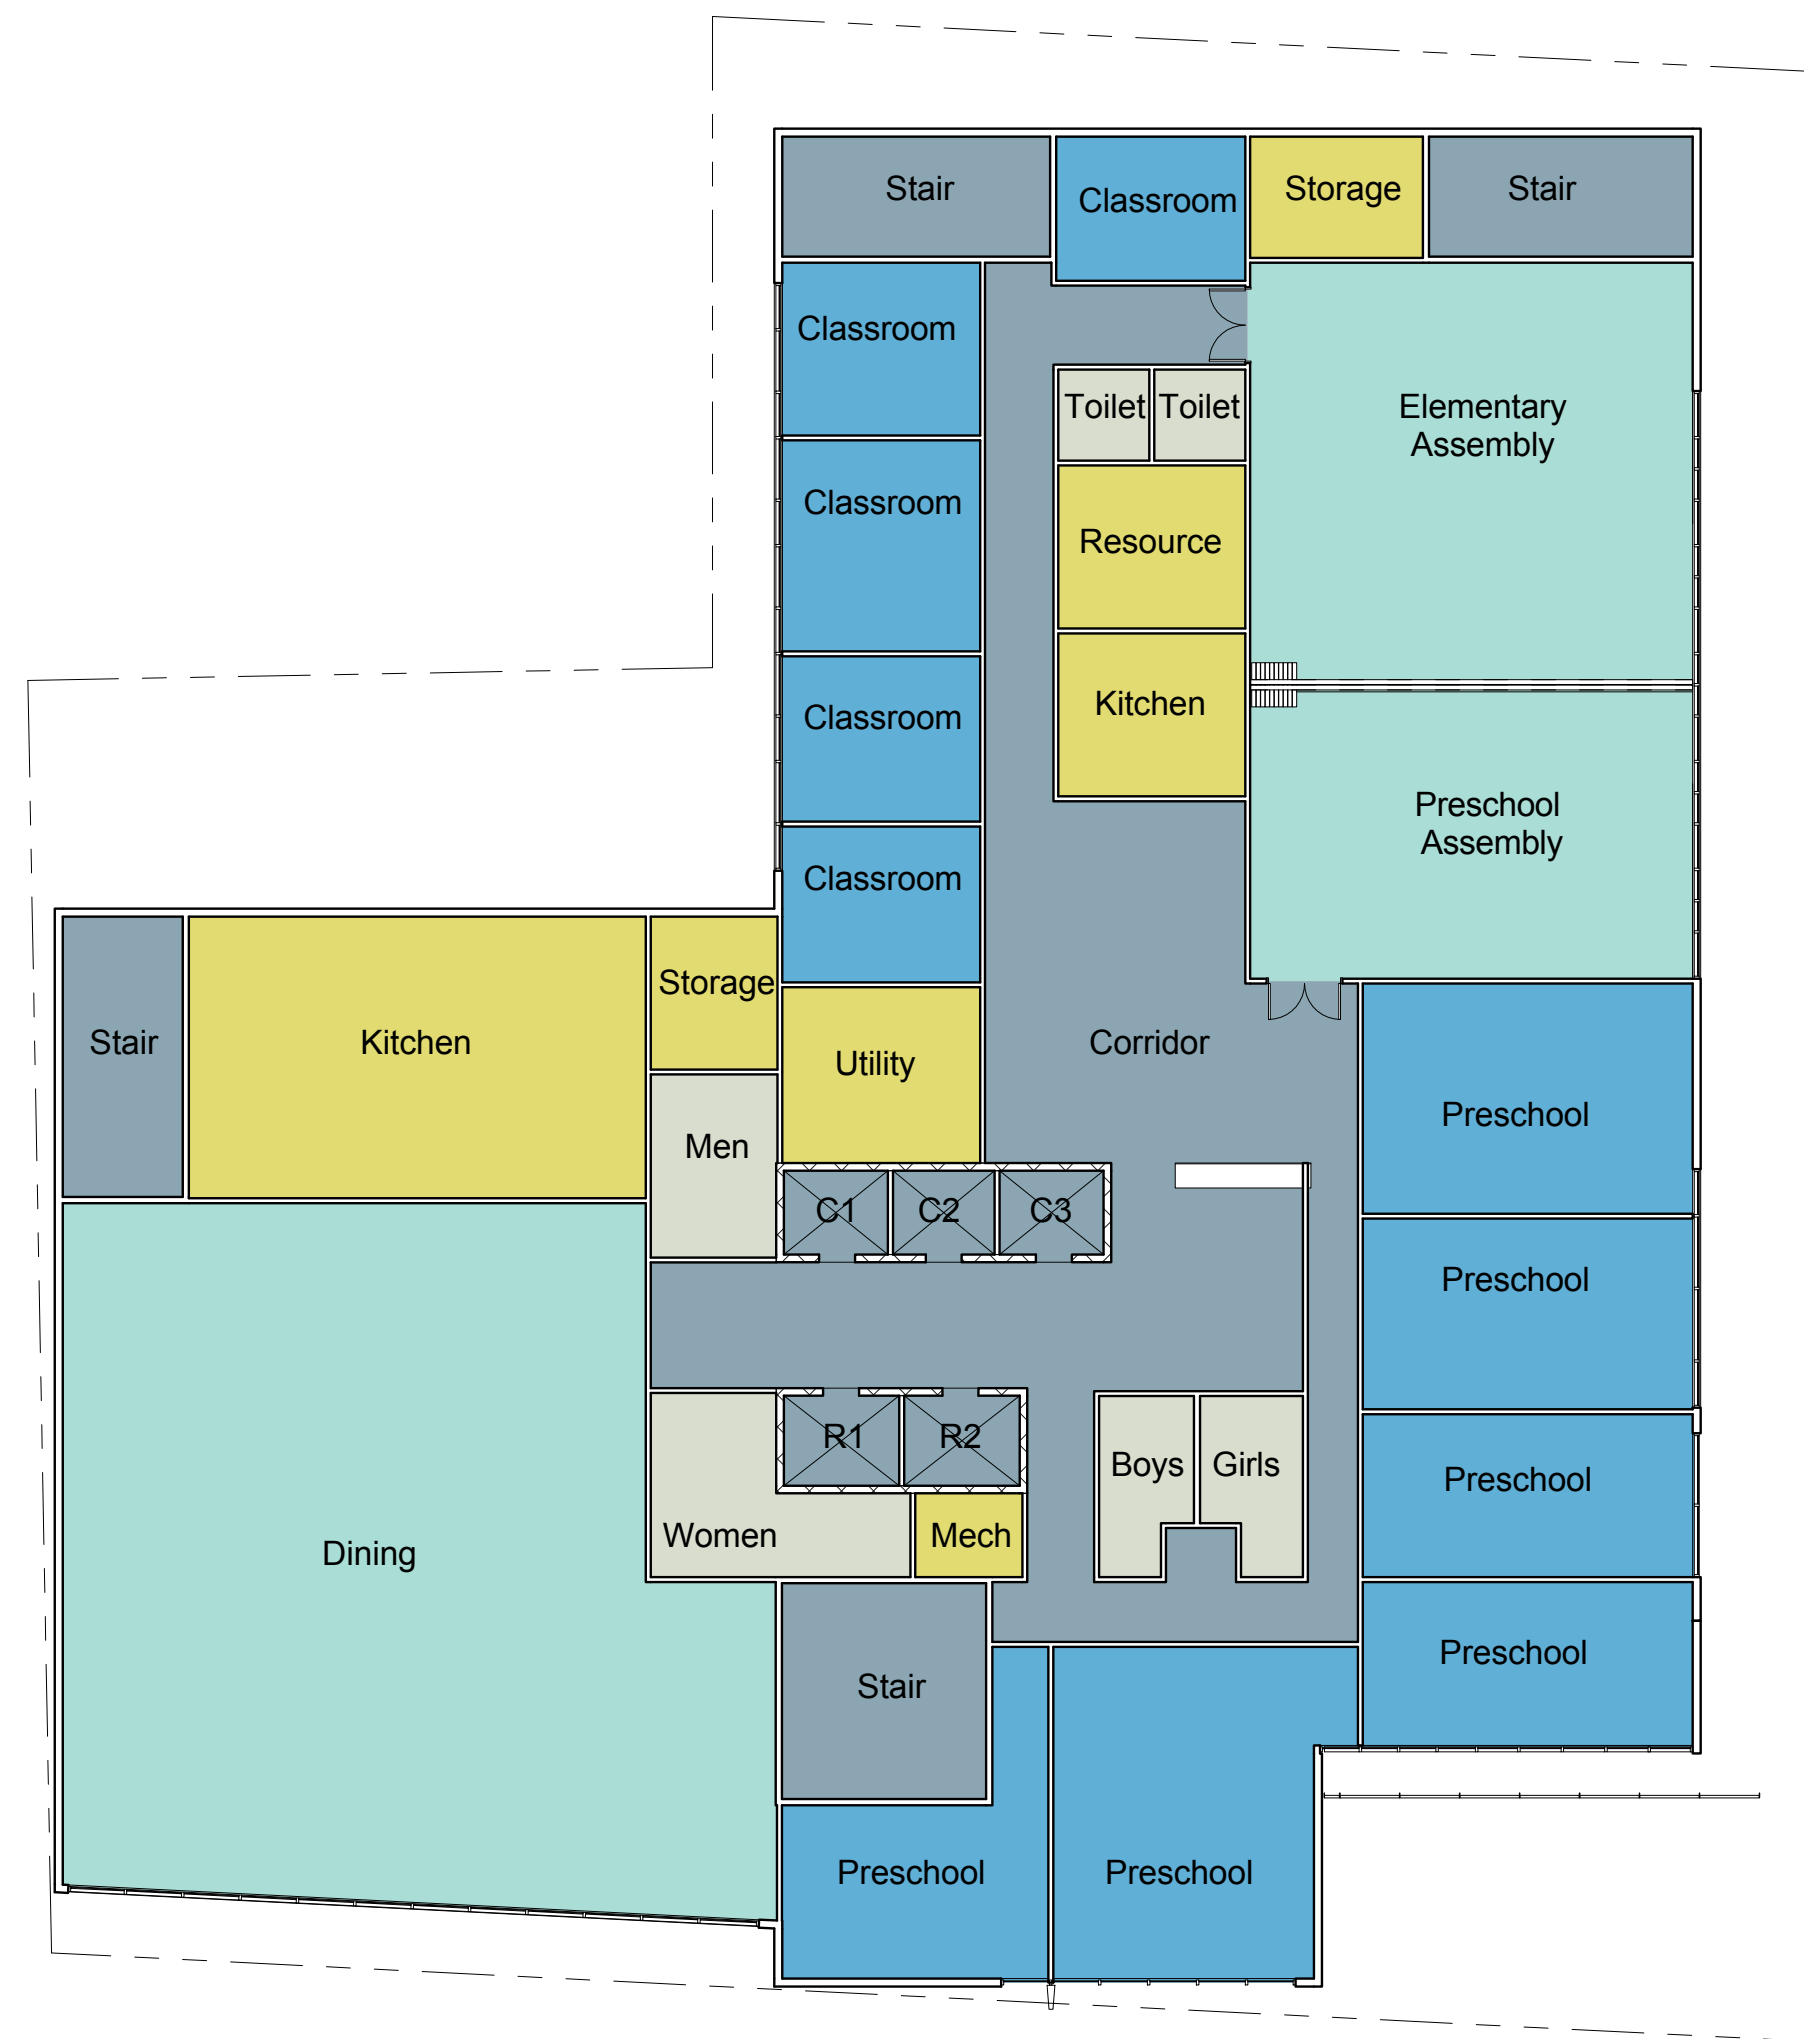 Stair
Classroom
Storage
Stair
Classroom
Toilet
Toilet
Elementary
Assembly
Classroom
Resource
Classroom
Kitchen
Preschool
Assembly
Classroom
Storage
Stair
Kitchen
Utility
Corridor
Men
Preschool
C1
C2
C3
Preschool
R1
R2
Boys
Girls
Preschool
Women
Mech
Dining
Stair
Preschool
Preschool
Preschool